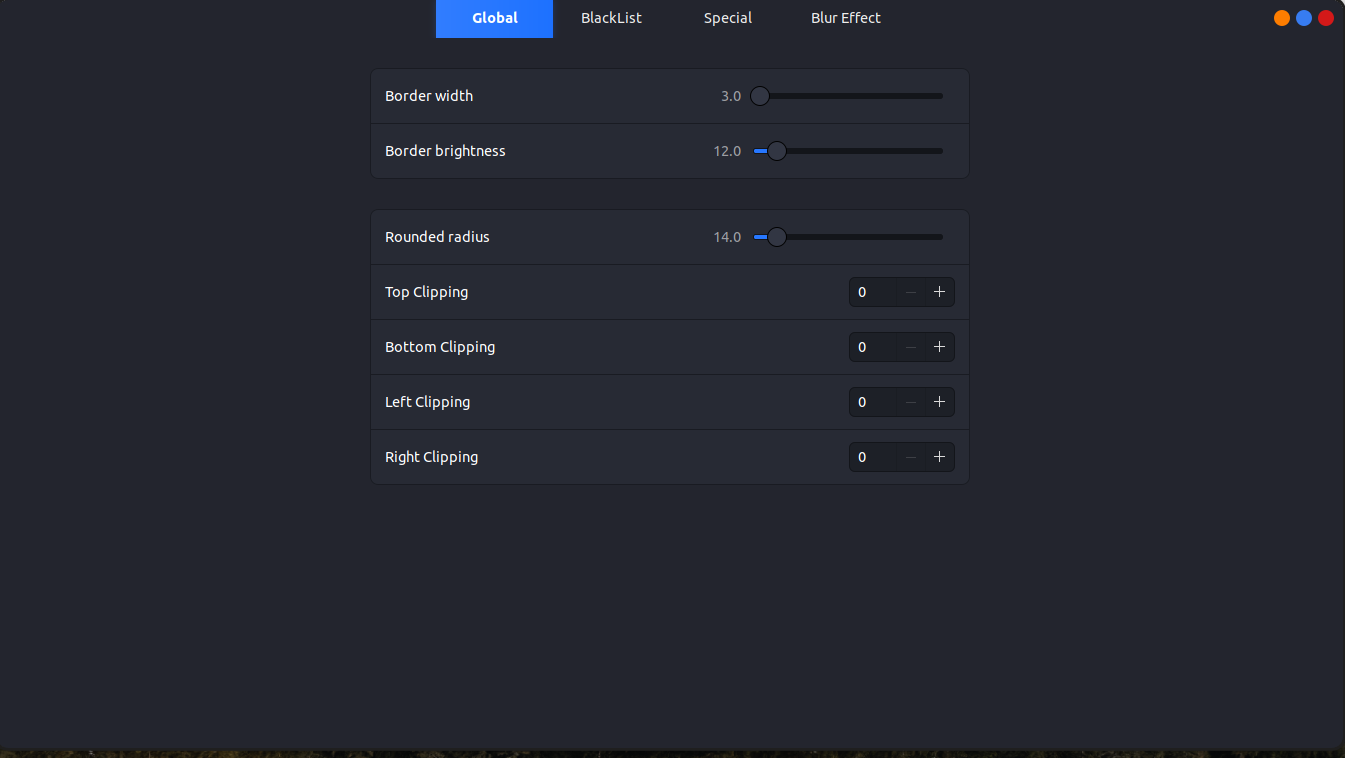 Global BlackList Special Blur Effect
Border width 3.0
Border brightness 12.0
Rounded radius 14.0
Top Clipping 0
Bottom Clipping 0
Left Clipping 0
Right Clipping 0